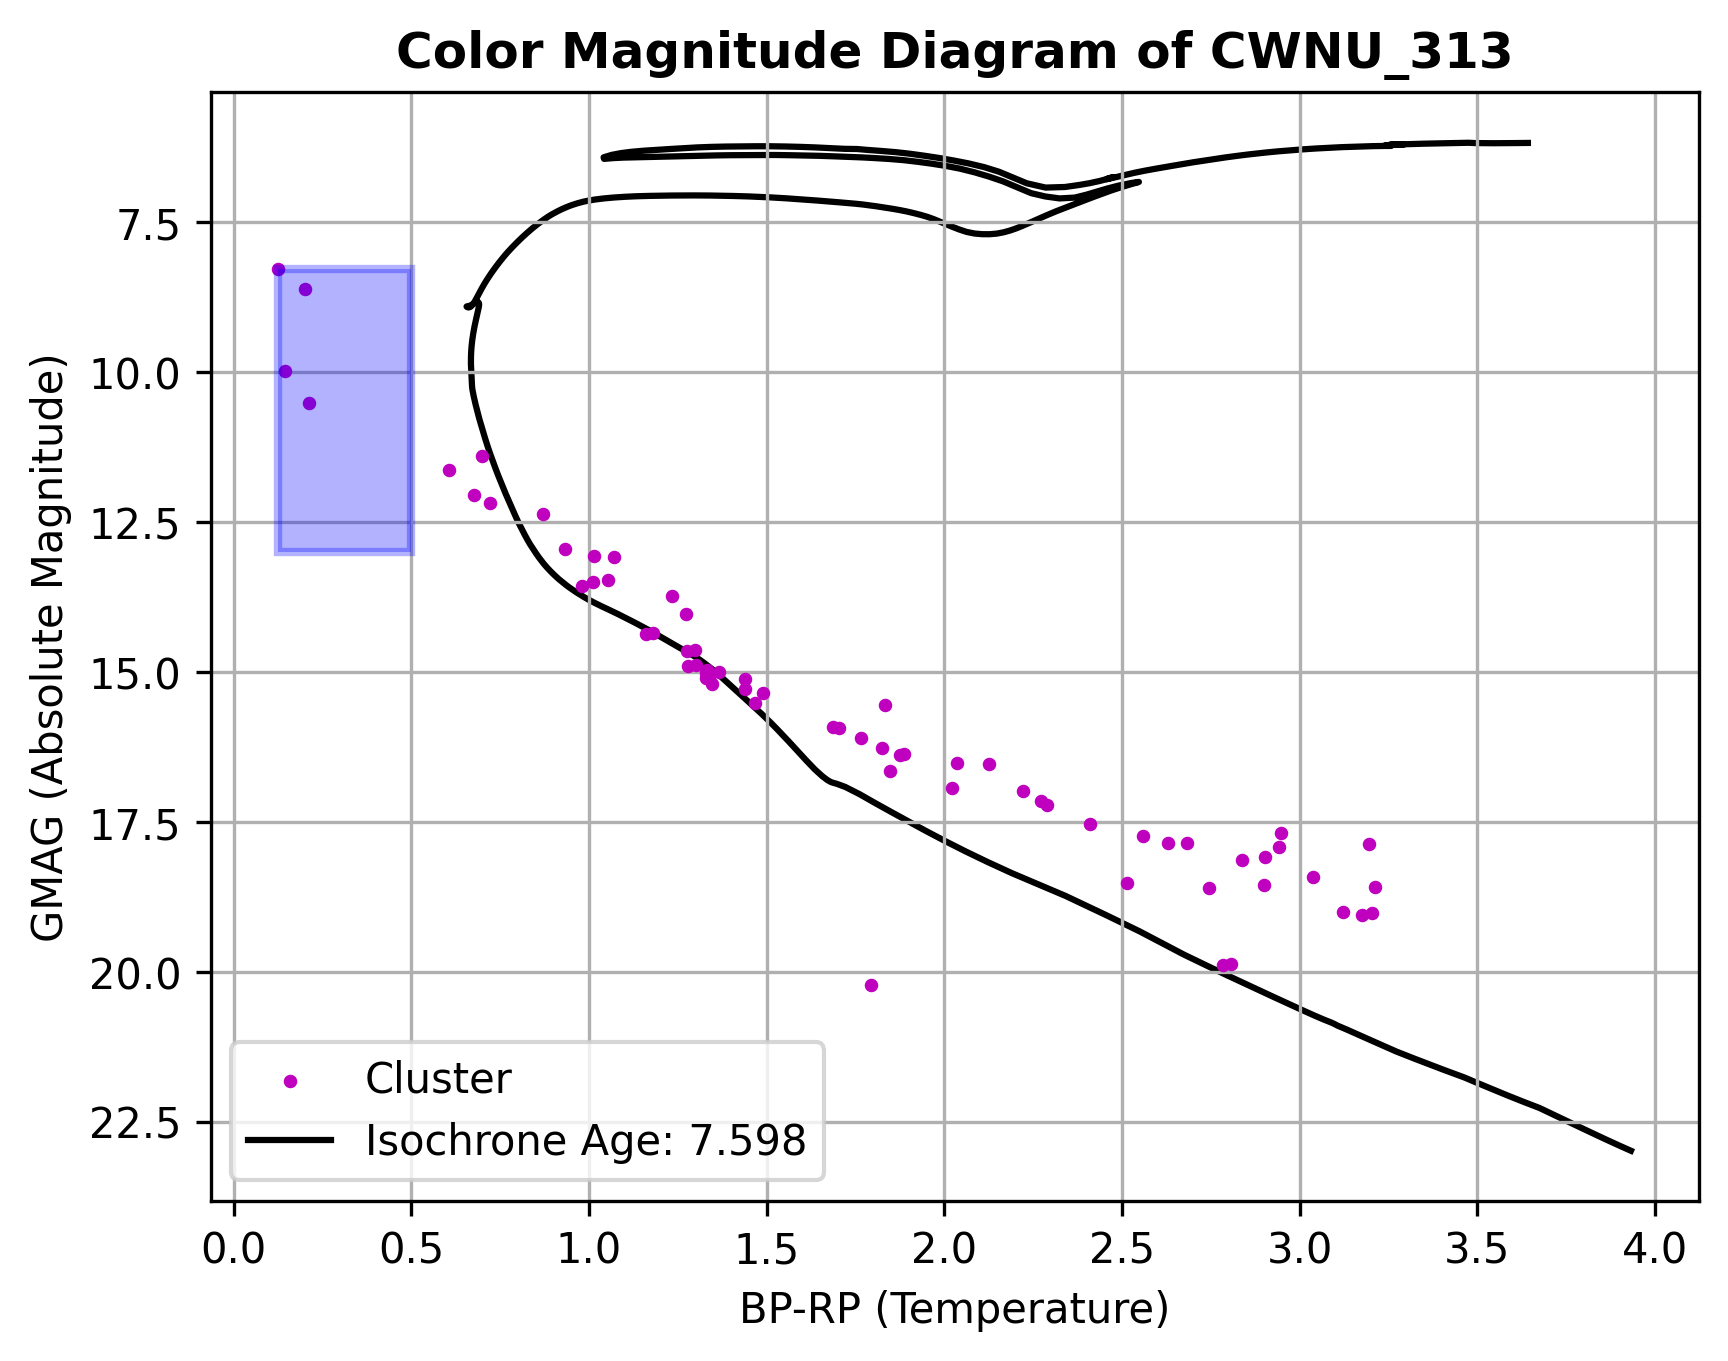 Color Magnitude Diagram of CWNU_313
GMAG (Absolute Magnitude)
7.5
10.0
12.5
15.0
17.5
20.0
22.5
Cluster
Isochrone Age: 7.598
0.0 0.5 1.0 1.5 2.0 2.5 3.0 3.5 4.0
BP-RP (Temperature)